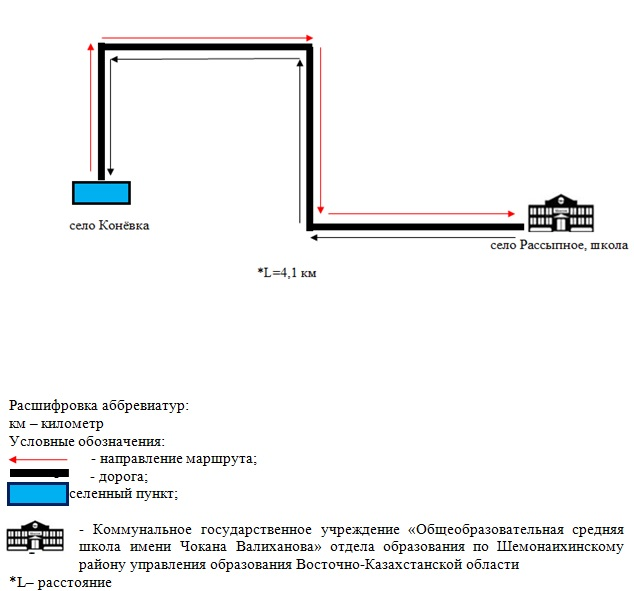 село Конёвка
село Рассыпное, школа
*L=4,1 км
Расшифровка аббревиатур:
км – километр
Условные обозначения:
- направление маршрута;
- дорога;
селенный пункт;
- Коммунальное государственное учреждение «Общеобразовательная средняя
школа имени Чокана Валиханова» отдела образования по Шемонаихинскому
району управления образования Восточно-Казахстанской области
*L– расстояние